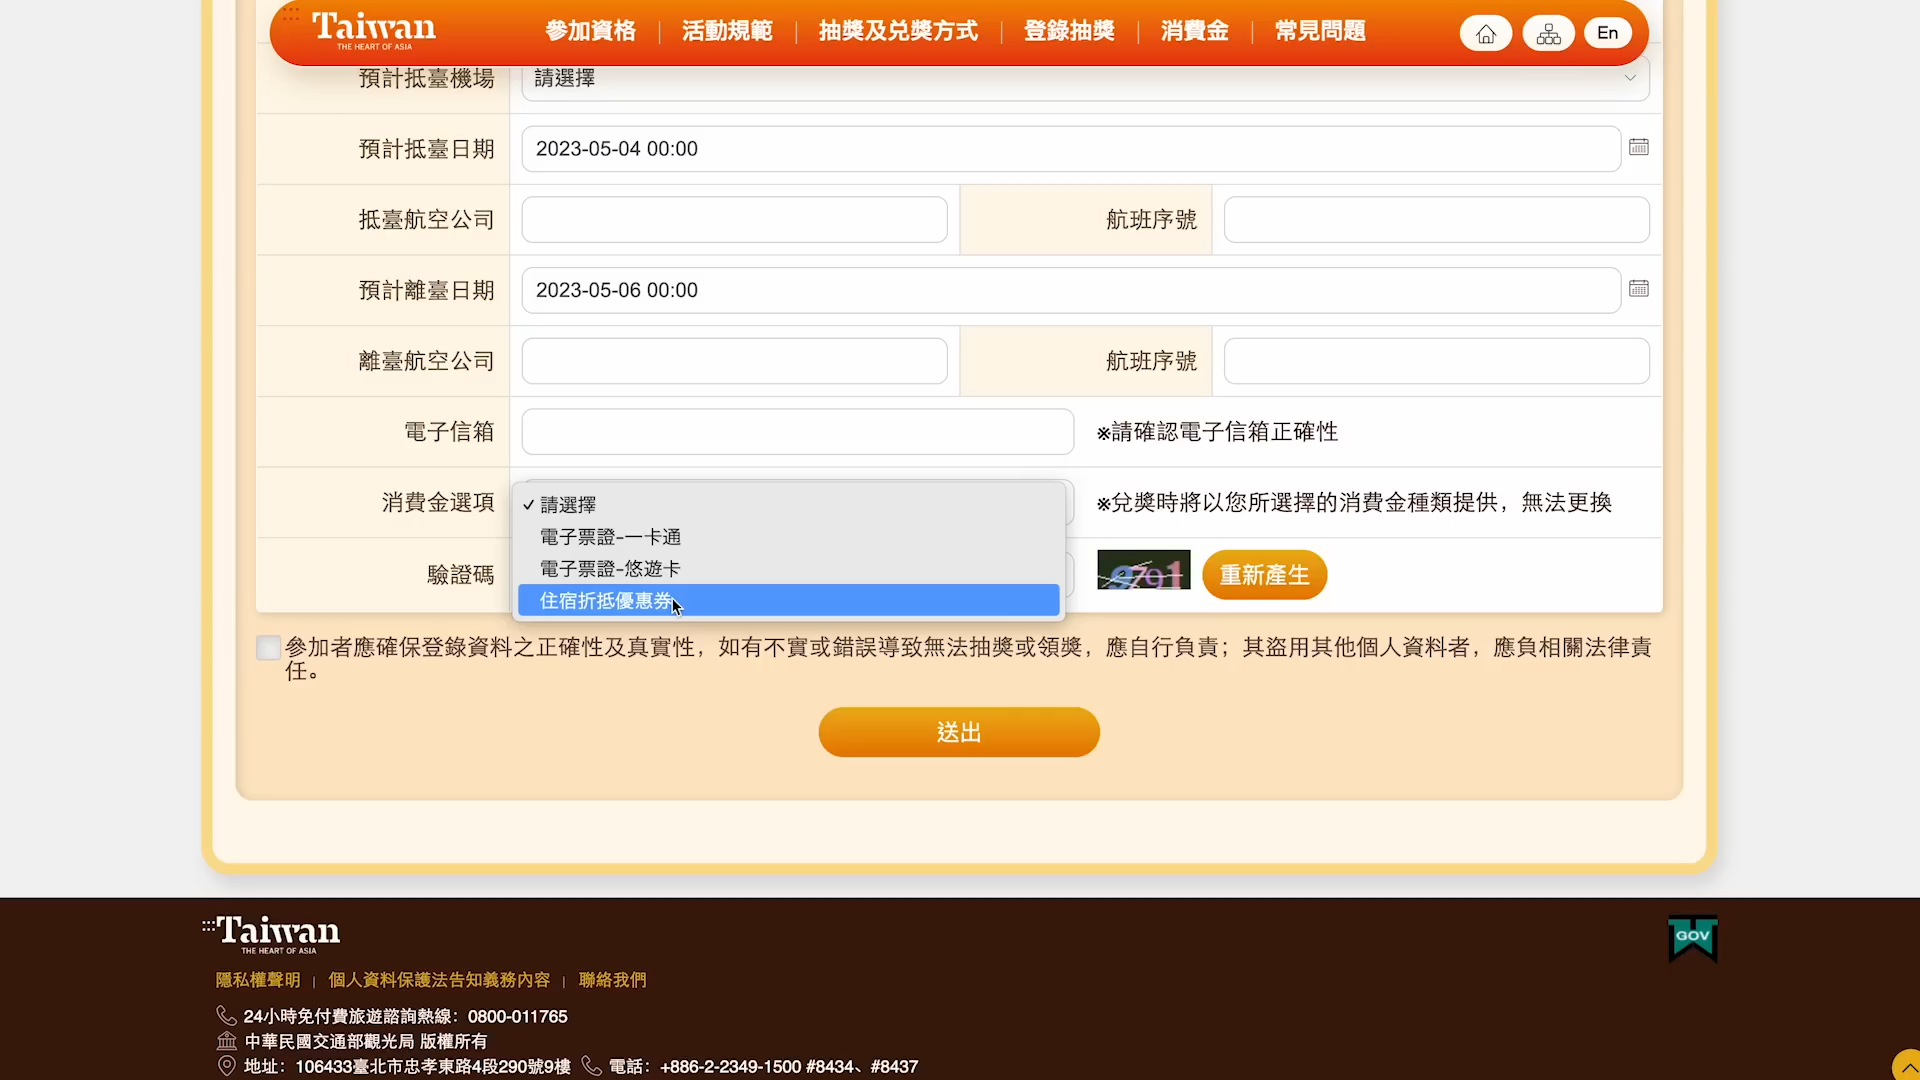 Taiwan
THE HEART OF ASIA
參加資格
活動規範
抽獎及兌獎方式
登錄抽獎
消費金
常見問題
En
預計抵臺機場
請選擇
預計抵臺日期
2023-05-04 00:00
抵臺航空公司
航班序號
預計離臺日期
2023-05-06 00:00
離臺航空公司
航班序號
電子信箱
※請確認電子信箱正確性
消費金選項
✓ 請選擇
電子票證-一卡通
電子票證-悠遊卡
住宿折抵優惠券
※兌獎時將以您所選擇的消費金種類提供，無法更換
驗證碼
重新產生
參加者應確保登錄資料之正確性及真實性，如有不實或錯誤導致無法抽獎或領獎，應自行負責；其盜用其他個人資料者，應負相關法律責
任。
送出
Taiwan
THE HEART OF ASIA
GOV
隱私權聲明 | 個人資料保護法告知義務內容 | 聯絡我們
24小時免付費旅遊諮詢熱線：0800-011765
中華民國交通部觀光局 版權所有
地址：106433臺北市忠孝東路4段290號9樓 電話：+886-2-2349-1500 #8434、#8437